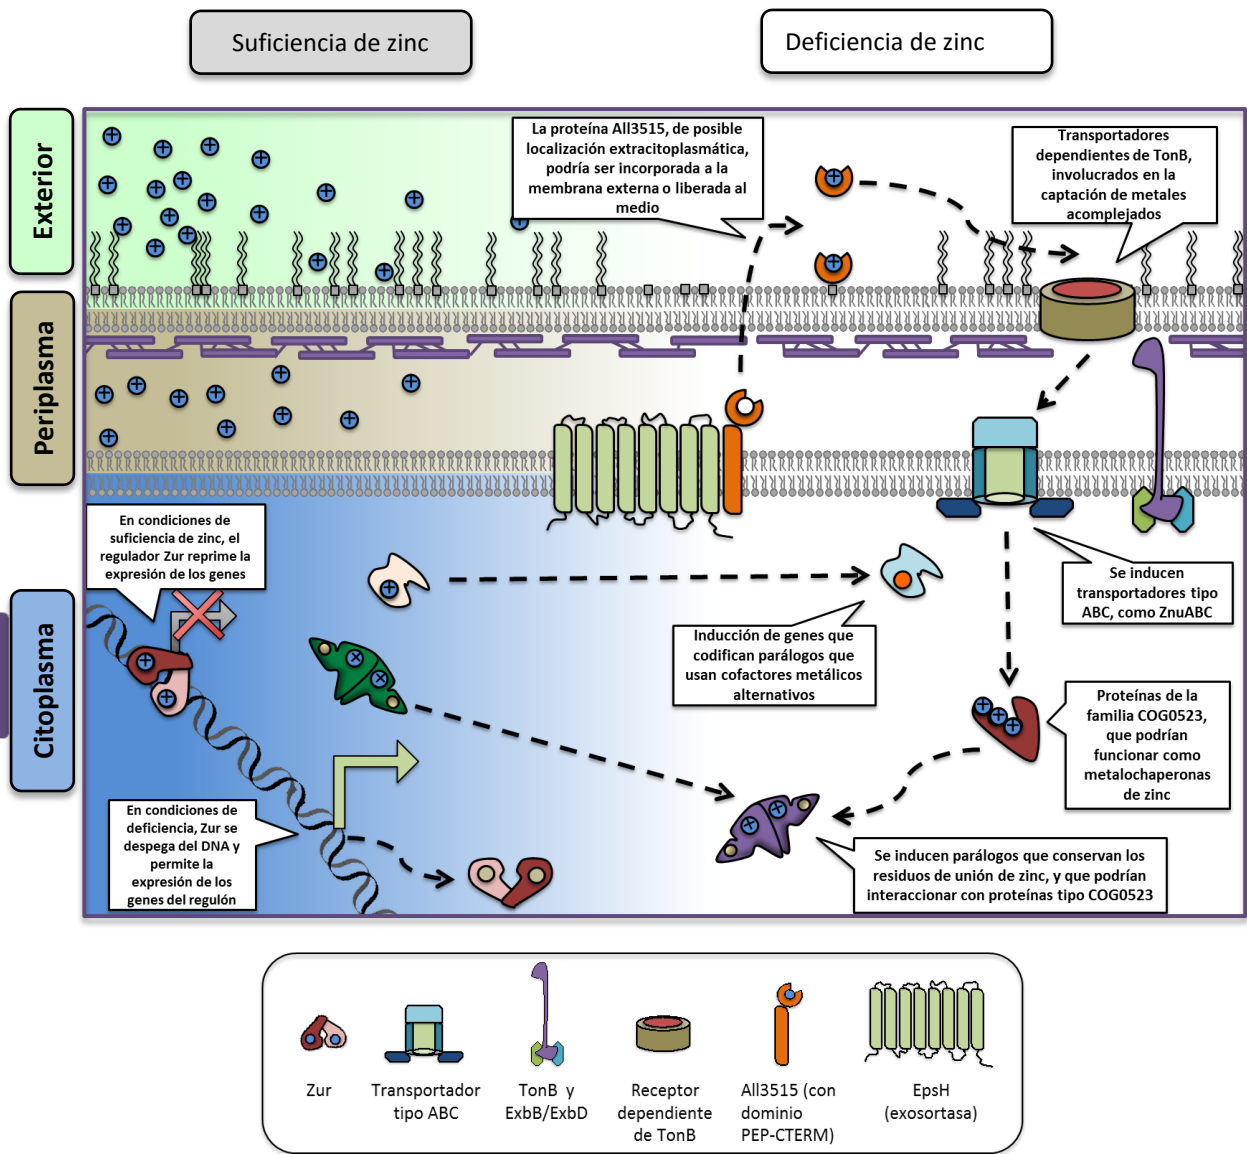 Suficiencia de zinc
Deficiencia de zinc
Exterior
Periplasma
Citoplasma
La proteína All3515, de posible
localización extracitoplasmática,
podría ser incorporada a la
membrana externa o liberada al
medio
Transportadores
dependientes de TonB,
involucrados en la
captación de metales
acomplejados
En condiciones de
suficiencia de zinc, el
regulador Zur reprime la
expresión de los genes
Se inducen
transportadores tipo
ABC, como ZnuABC
Inducción de genes que
codifican parálogos que
usan cofactores metálicos
alternativos
Proteínas de la
familia COG0523,
que podrían
funcionar como
metalochaperonas
de zinc
En condiciones de
deficiencia, Zur se
despega del DNA y
permite la
expresión de los
genes del regulón
Se inducen parálogos que conservan los
residuos de unión de zinc, y que podrían
interaccionar con proteínas tipo COG0523
Zur
Transportador
tipo ABC
TonB y
ExbB/ExbD
Receptor
dependiente
de TonB
All3515 (con
dominio
PEP-CTERM)
EpsH
(exosortasa)